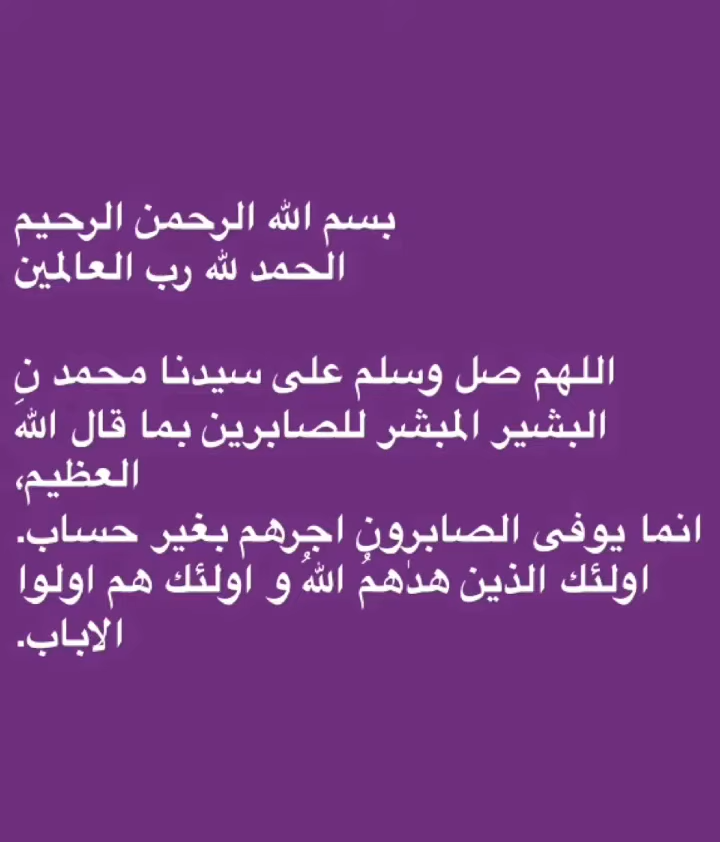 بسم الله الرحمن الرحيم
الحمد لله رب العالمين
اللهم صل وسلم على سيدنا محمد نِ
البشير المبشر للصابرين بما قال اللهَ
العظيم،
انما يوفى الصابرون اجرهم بغير حساب.
اولئك الذين هدٰهمُ اللهُ و اولئك هم اولوا
الاباب.